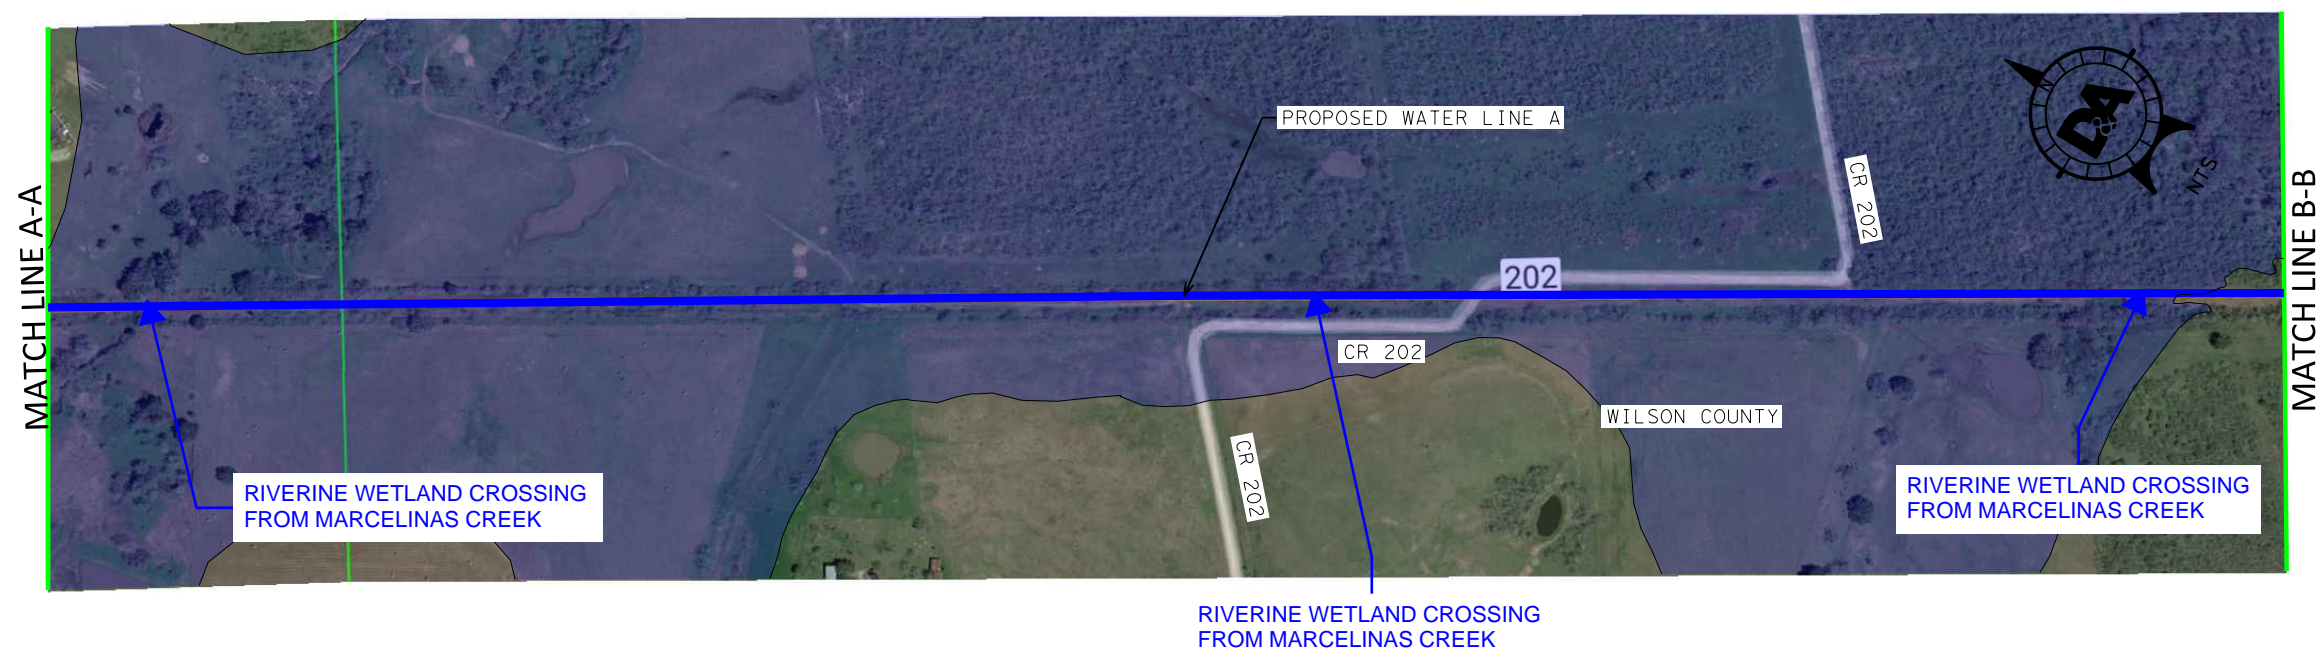 PROPOSED WATER LINE A
N
D&A
NTS
CR 202
MATCH LINE A-A
MATCH LINE B-B
202
CR 202
WILSON COUNTY
CR 202
RIVERINE WETLAND CROSSING
FROM MARCELINAS CREEK
RIVERINE WETLAND CROSSING
FROM MARCELINAS CREEK
RIVERINE WETLAND CROSSING
FROM MARCELINAS CREEK